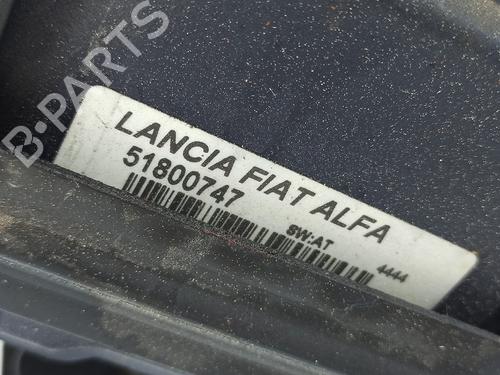 B-PARTS
LANCIA FIAT ALFA
51800747
SW:AT
4444